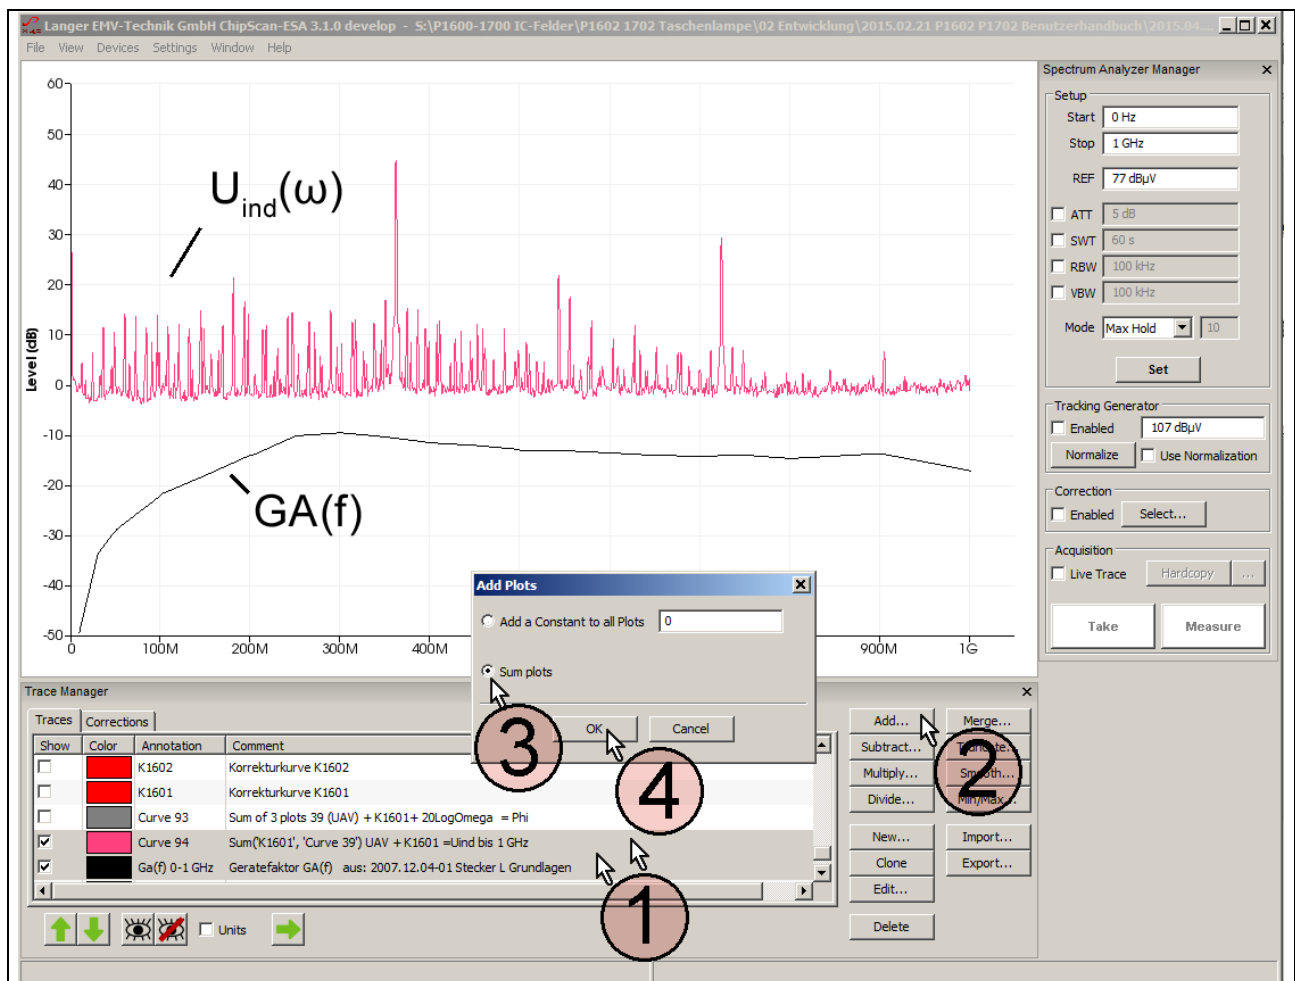 Langer EMV-Technik GmbH ChipScan-ESA 3.1.0 develop - S:\P1600-1700 IC-Felder\P1602 1702 Taschenlampe\02 Entwicklung\2015.02.21 P1602 P1702 Benutzerhandbuch\2015.04....
File View Devices Settings Window Help
Spectrum Analyzer Manager
Setup
Start 0 Hz
Stop 1 GHz
REF 77 dBµV
ATT 5 dB
SWT 60 s
RBW 100 kHz
VBW 100 kHz
Mode Max Hold 10
Set
Tracking Generator
Enabled 107 dBµV
Normalize Use Normalization
Correction
Enabled Select...
Acquisition
Live Trace Hardcopy ...
Take Measure
Level (dB)
60
50
40
30
20
10
0
-10
-20
-30
-40
-50
0 100M 200M 300M 400M 900M 1G
Uind(ω)
GA(f)
Add Plots
Add a Constant to all Plots 0
Sum plots
OK Cancel
3
4
Trace Manager
Traces Corrections
Show Color Annotation Comment
K1602 Korrekturkurve K1602
K1601 Korrekturkurve K1601
Curve 93 Sum of 3 plots 39 (UAV) + K1601+ 20LogOmega = Phi
Curve 94 Sum('K1601', 'Curve 39') UAV + K1601 =Uind bis 1 GHz
Ga(f) 0-1 GHz Geratefaktor GA(f) aus: 2007.12.04-01 Stecker L Grundlagen
1
Units
Add... Merge...
Subtract...
Multiply... Smooth...
Divide... Min/Max...
2
New... Import...
Clone Export...
Edit...
Delete